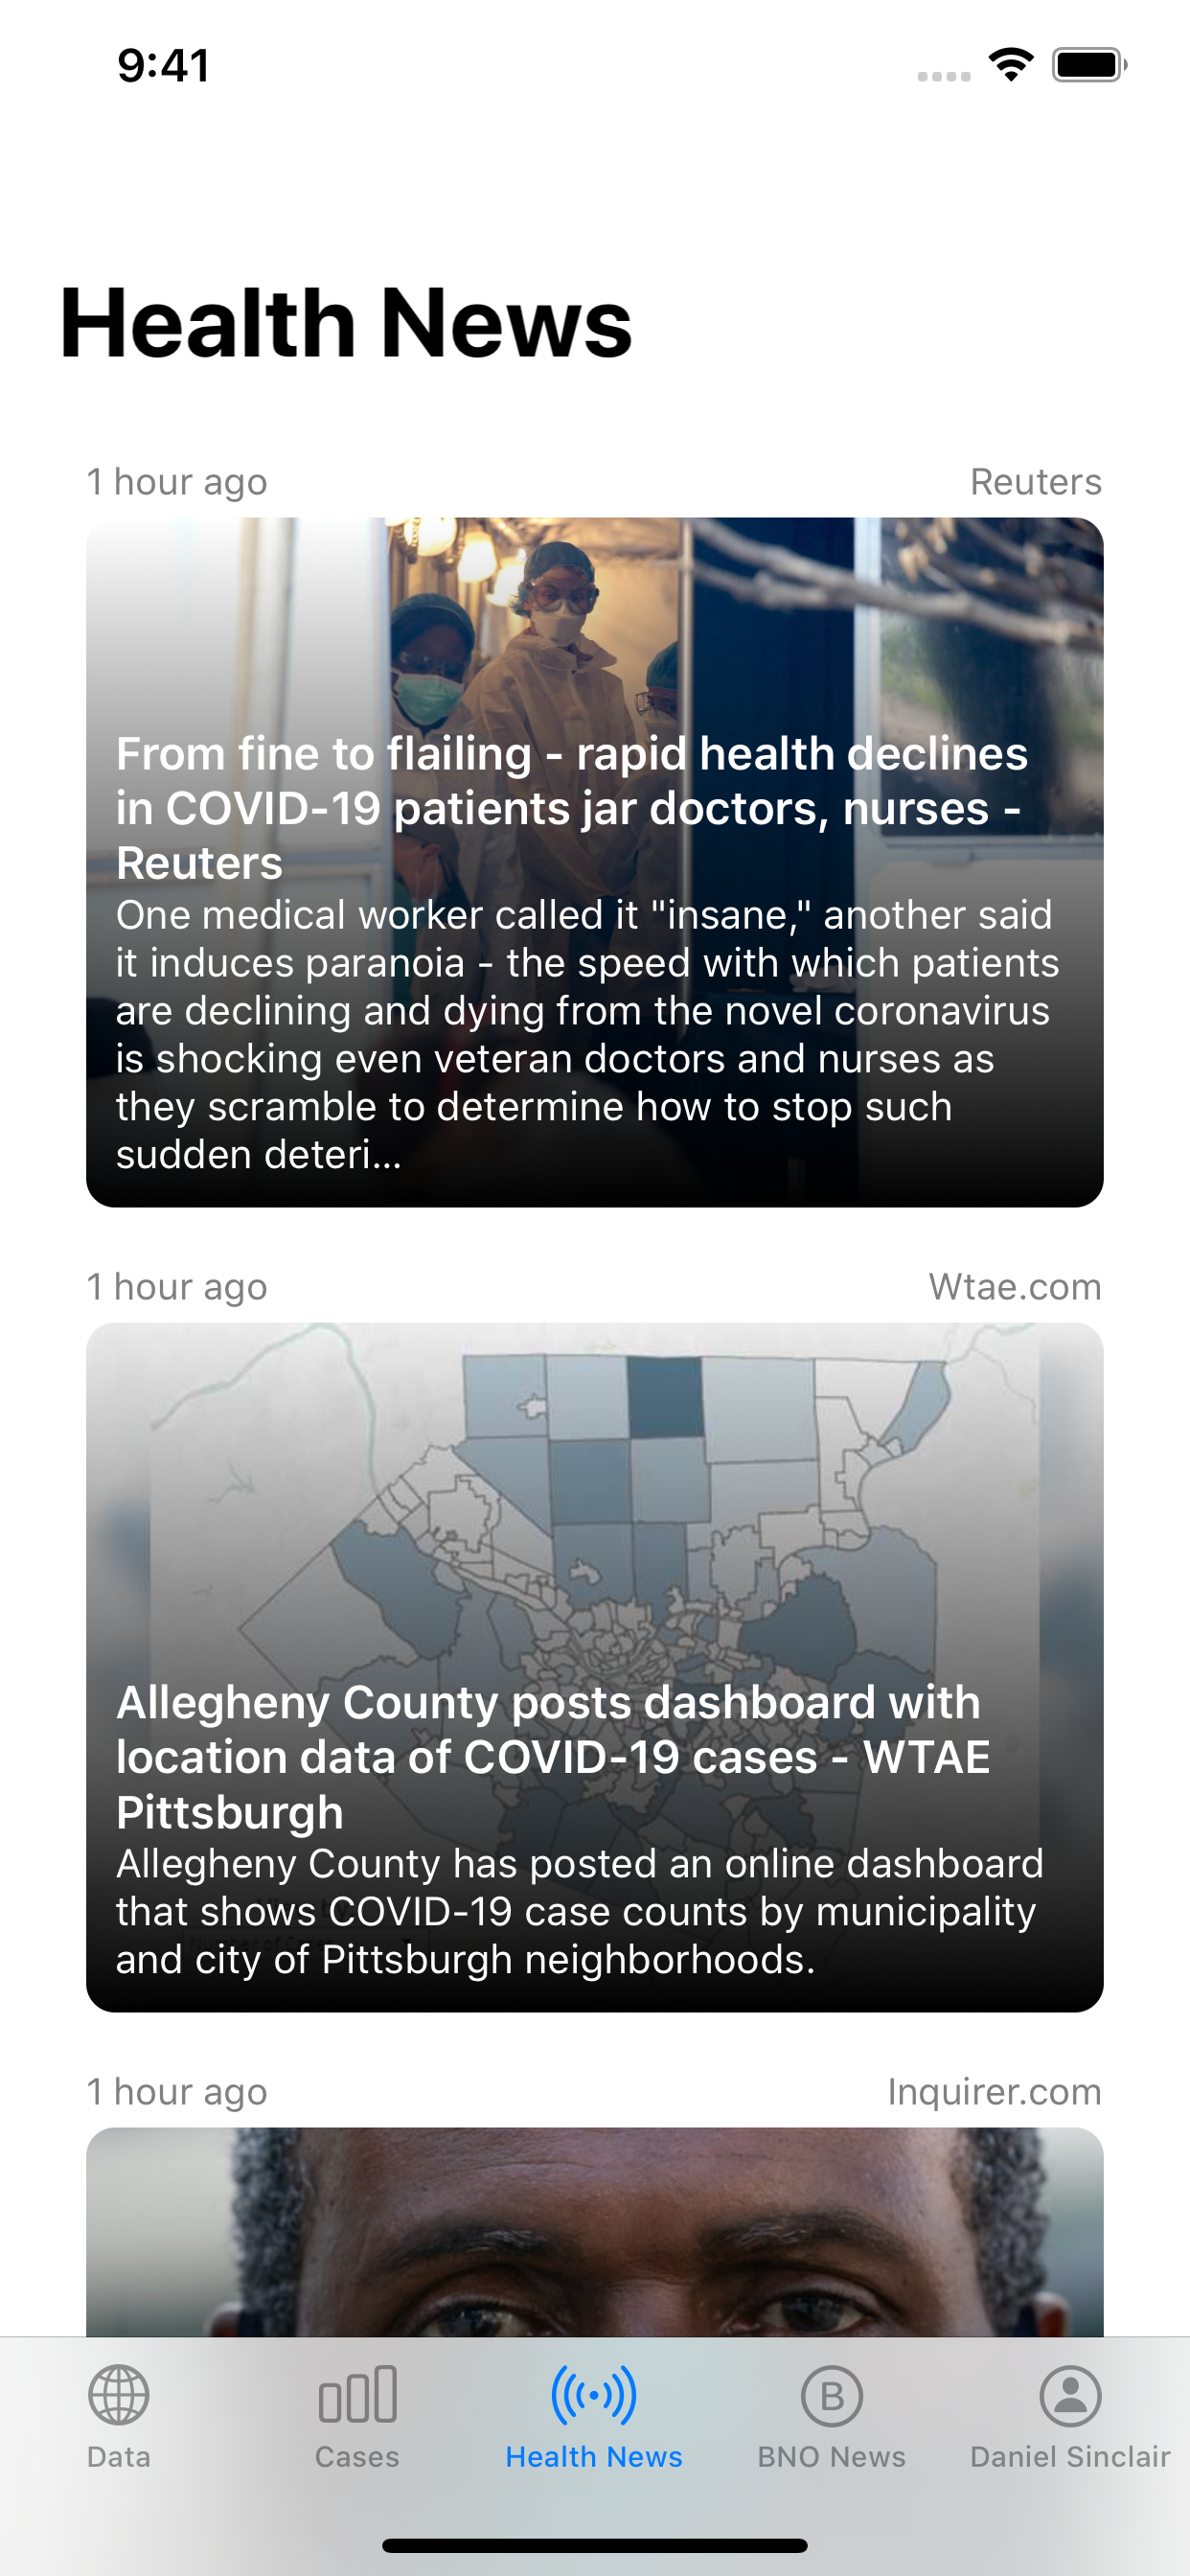 9:41
Health News
1 hour ago
Reuters
From fine to flailing - rapid health declines
in COVID-19 patients jar doctors, nurses -
Reuters
One medical worker called it "insane," another said
it induces paranoia - the speed with which patients
are declining and dying from the novel coronavirus
is shocking even veteran doctors and nurses as
they scramble to determine how to stop such
sudden deteri...
1 hour ago
Wtae.com
Allegheny County posts dashboard with
location data of COVID-19 cases - WTAE
Pittsburgh
Allegheny County has posted an online dashboard
that shows COVID-19 case counts by municipality
and city of Pittsburgh neighborhoods.
1 hour ago
Inquirer.com
B
Data
Cases
Health News
BNO News
Daniel Sinclair